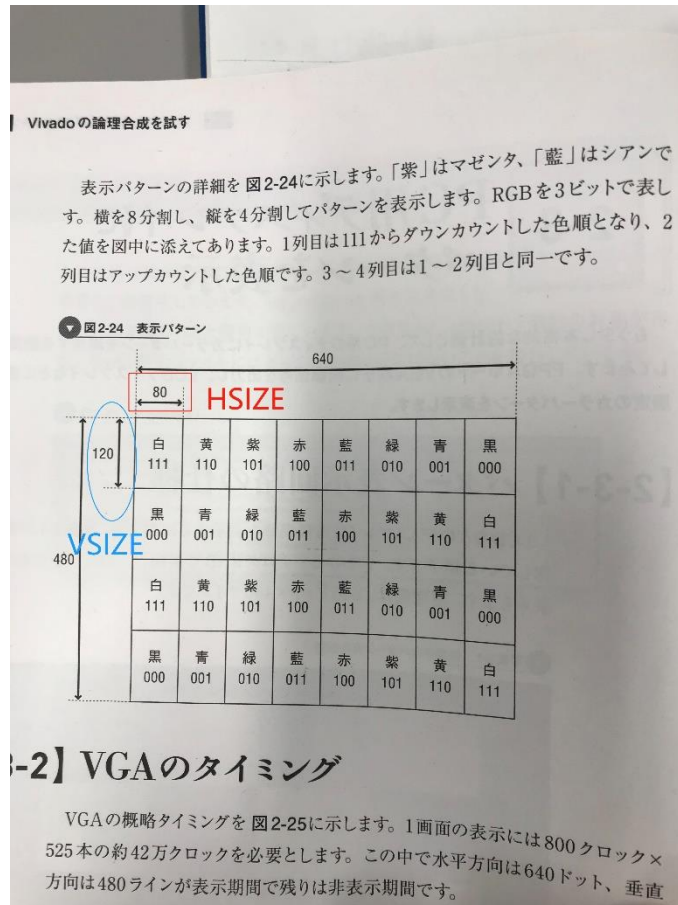 Vivadoの論理合成を試す
表示パターンの詳細を 図2-24に示します。「紫」はマゼンタ、「藍」はシアンで
す。横を8分割し、縦を4分割してパターンを表示します。RGBを3ビットで表し
た値を図中に添えてあります。1列目は111からダウンカウントした色順となり、2
列目はアップカウントした色順です。3～4列目は1～2列目と同一です。
図2-24 表示パターン
640
80 HSIZE
120
VSIZE
480
白 黄 紫 赤 藍 緑 青 黒
111 110 101 100 011 010 001 000
黒 青 緑 藍 赤 紫 黄 白
000 001 010 011 100 101 110 111
白 黄 紫 赤 藍 緑 青 黒
111 110 101 100 011 010 001 000
黒 青 緑 藍 赤 紫 黄 白
000 001 010 011 100 101 110 111
-2】VGAのタイミング
VGAの概略タイミングを 図2-25に示します。1画面の表示には800クロック×
525本の約42万クロックを必要とします。この中で水平方向は640ドット、垂直
方向は480ラインが表示期間で残りは非表示期間です。